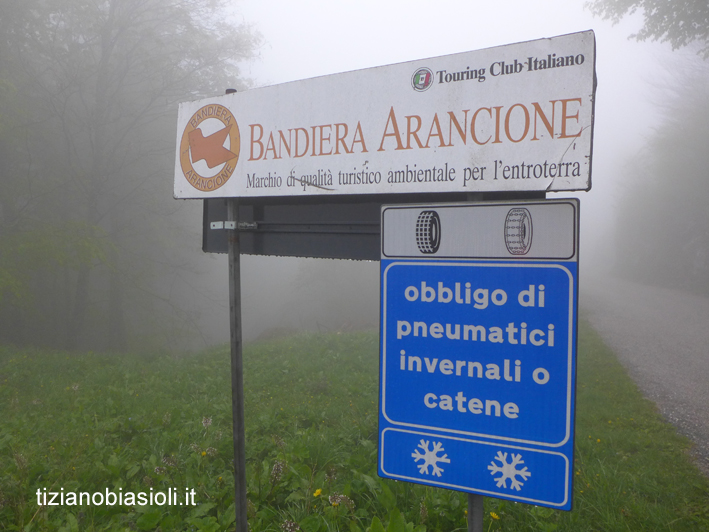 Touring Club Italiano
BANDIERA ARANCIONE
BANDIERA ARANCIONE
Marchio di qualità turistico ambientale per l'entroterra
obbligo di
pneumatici
invernali o
catene
tizianobiasioli.it